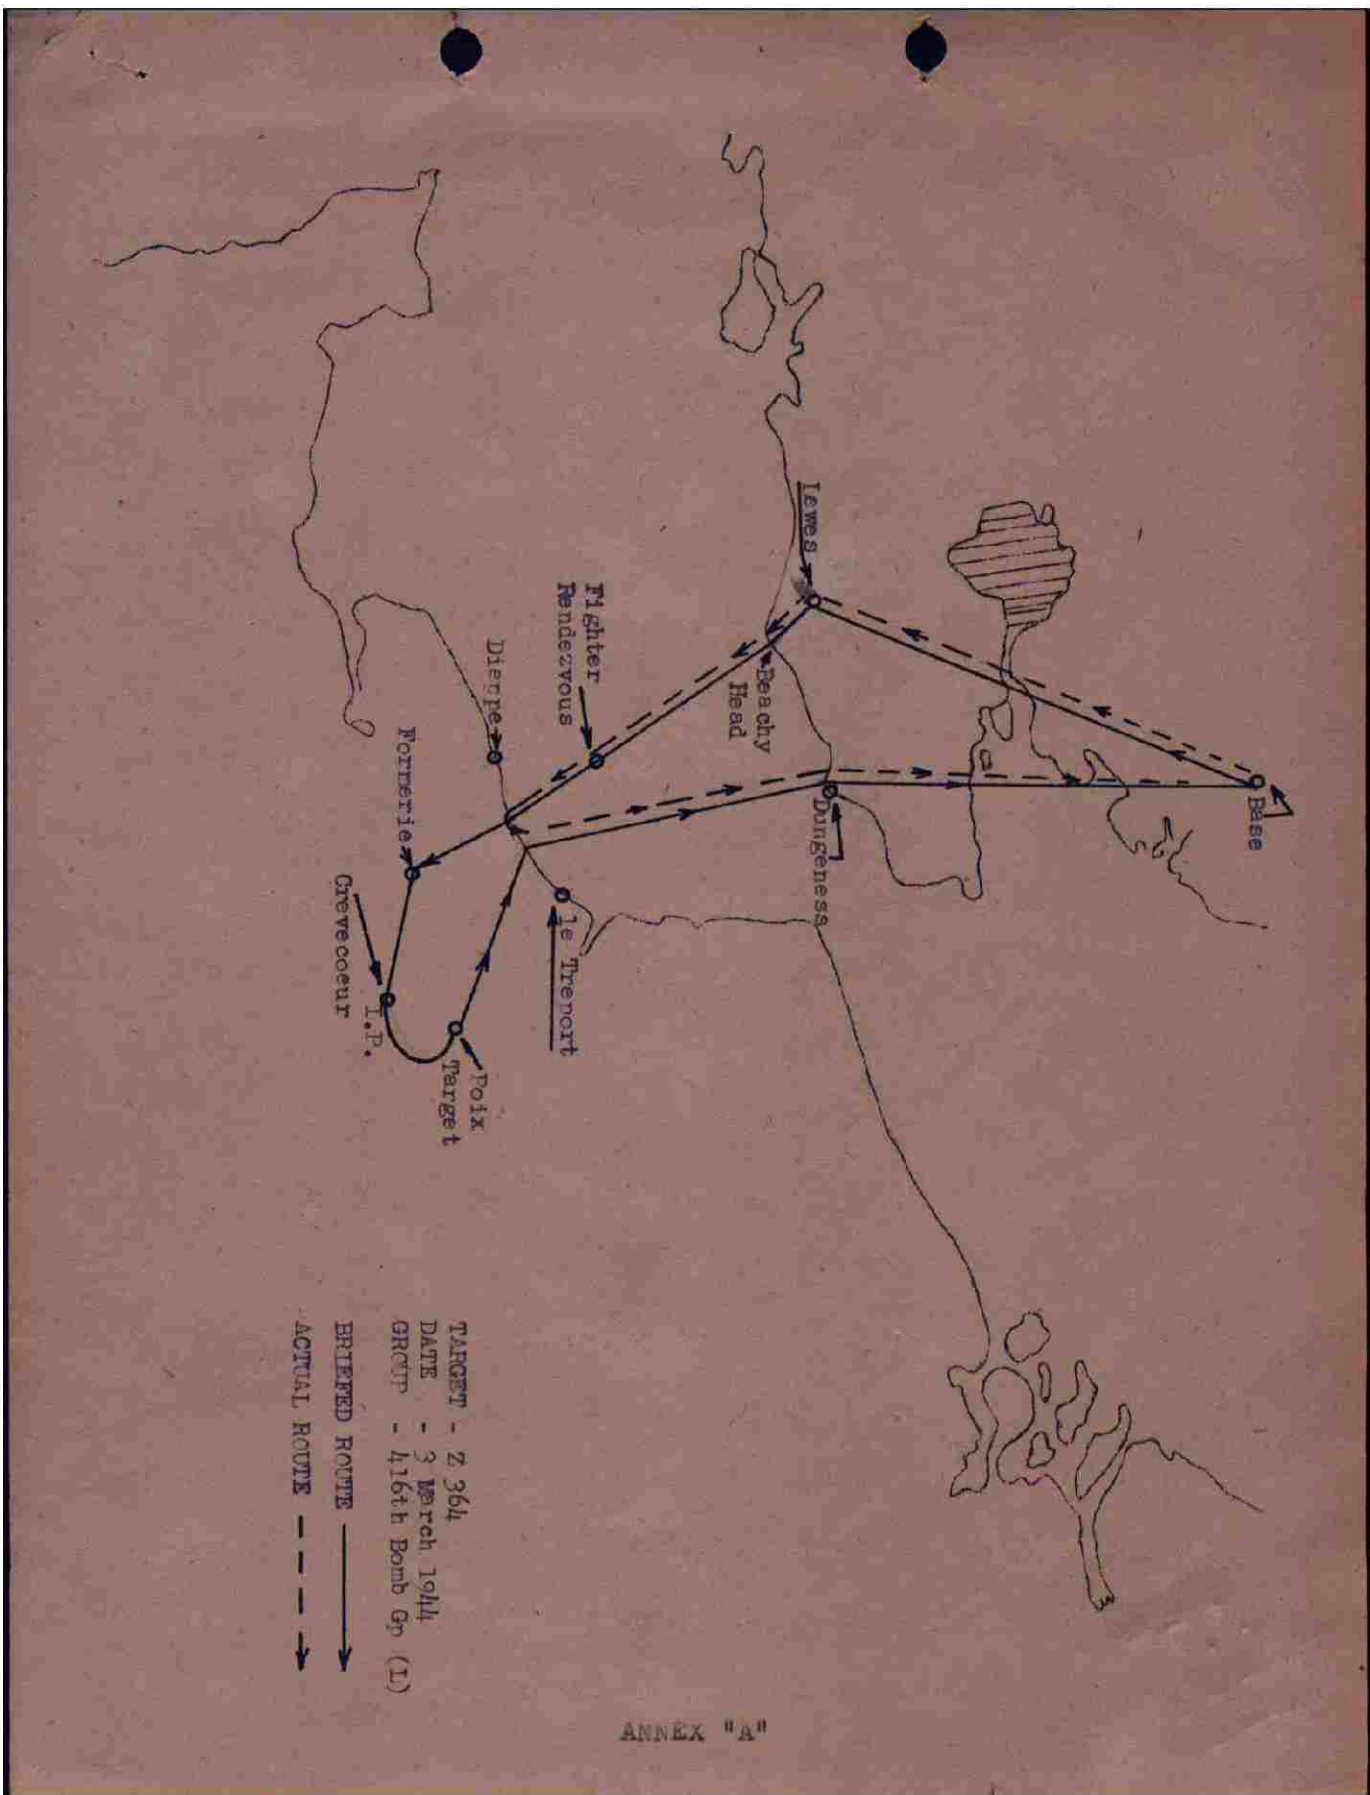 Base
Lewes
Beachy
Head
Dungeness
Fighter
Rendezvous
Dieppe
le Treport
Formerie
Poix
Target
I.P.
Crevecoeur
TARGET - Z 364
DATE - 3 March 1944
GROUP - 416th Bomb Gp (L)
BRIEFED ROUTE
ACTUAL ROUTE
ANNEX "A"